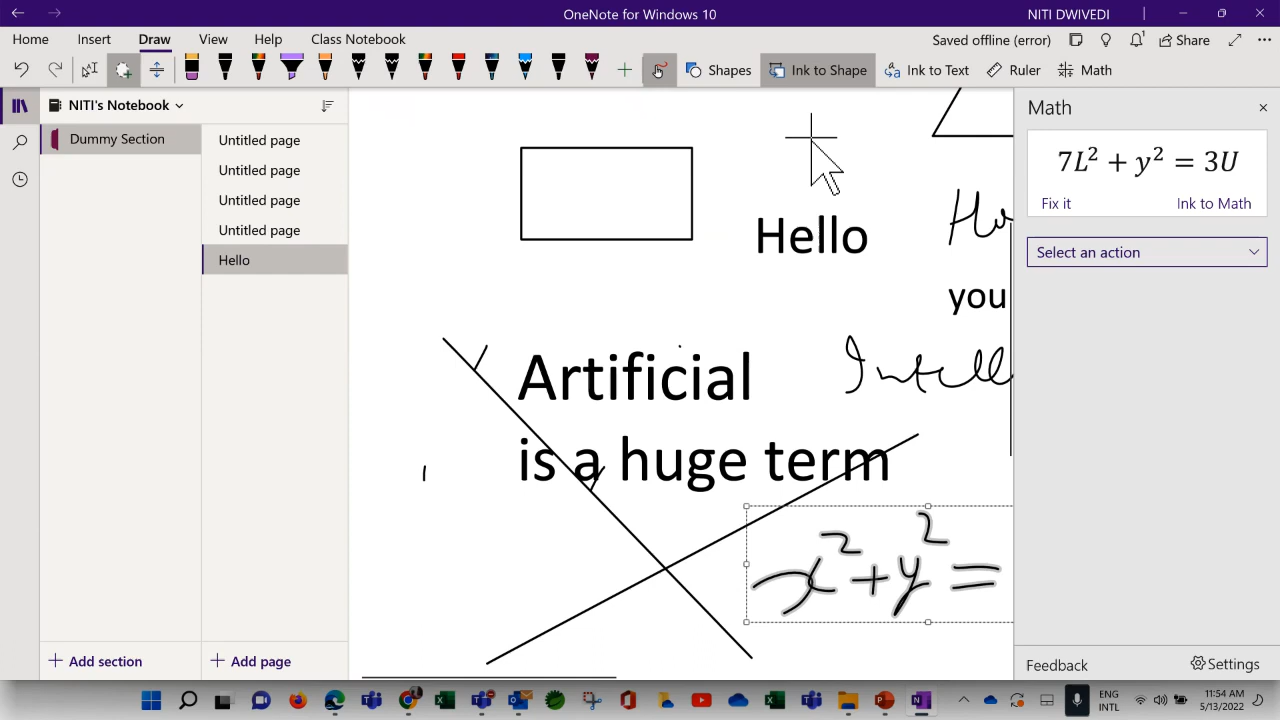 OneNote for Windows 10
NITI DWIVEDI
Home Insert Draw View Help Class Notebook
Saved offline (error)
Share
Shapes
Ink to Shape
Ink to Text
Ruler
Math
NITI's Notebook
Dummy Section
Untitled page
Untitled page
Untitled page
Untitled page
Hello
Add section
Add page
Hello
you
Artificial
is a huge term
x²+y²=
Math
7L² + y² = 3U
Fix it Ink to Math
Select an action
Feedback
Settings
ENG
INTL
11:54 AM
5/13/2022